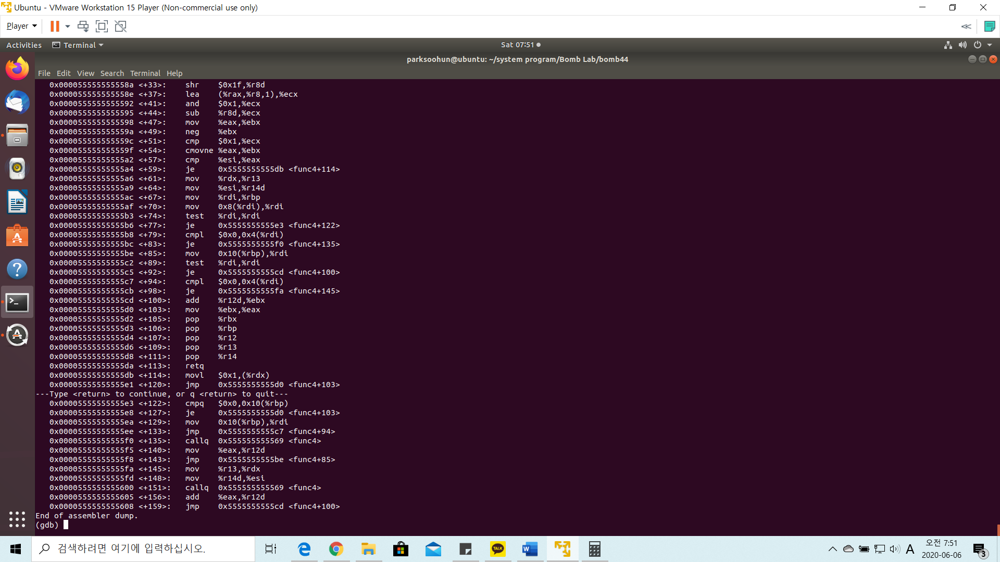 Ubuntu - VMware Workstation 15 Player (Non-commercial use only)
Player
Activities Terminal Sat 07:51
parksoohun@ubuntu: ~/system program/Bomb Lab/bomb44
File Edit View Search Terminal Help
0x000055555555558a <+33>: shr $0x1f,%r8d
0x000055555555558e <+37>: lea (%rax,%r8,1),%ecx
0x0000555555555592 <+41>: and $0x1,%ecx
0x0000555555555595 <+44>: sub %r8d,%ecx
0x0000555555555598 <+47>: mov %eax,%ebx
0x000055555555559a <+49>: neg %ebx
0x000055555555559c <+51>: cmp $0x1,%ecx
0x000055555555559f <+54>: cmovne %eax,%ebx
0x00005555555555a2 <+57>: cmp %esi,%eax
0x00005555555555a4 <+59>: je 0x5555555555db <func4+114>
0x00005555555555a6 <+61>: mov %rdx,%r13
0x00005555555555a9 <+64>: mov %esi,%r14d
0x00005555555555ac <+67>: mov %rdi,%rbp
0x00005555555555af <+70>: mov 0x8(%rdi),%rdi
0x00005555555555b3 <+74>: test %rdi,%rdi
0x00005555555555b6 <+77>: je 0x5555555555e3 <func4+122>
0x00005555555555b8 <+79>: cmpl $0x0,0x4(%rdi)
0x00005555555555bc <+83>: je 0x5555555555f0 <func4+135>
0x00005555555555be <+85>: mov 0x10(%rbp),%rdi
0x00005555555555c2 <+89>: test %rdi,%rdi
0x00005555555555c5 <+92>: je 0x5555555555cd <func4+100>
0x00005555555555c7 <+94>: cmpl $0x0,0x4(%rdi)
0x00005555555555cb <+98>: je 0x5555555555fa <func4+145>
0x00005555555555cd <+100>: add %r12d,%ebx
0x00005555555555d0 <+103>: mov %ebx,%eax
0x00005555555555d2 <+105>: pop %rbx
0x00005555555555d3 <+106>: pop %rbp
0x00005555555555d4 <+107>: pop %r12
0x00005555555555d6 <+109>: pop %r13
0x00005555555555d8 <+111>: pop %r14
0x00005555555555da <+113>: retq
0x00005555555555db <+114>: movl $0x1,(%rdx)
0x00005555555555e1 <+120>: jmp 0x5555555555d0 <func4+103>
---Type <return> to continue, or q <return> to quit---
0x00005555555555e3 <+122>: cmpq $0x0,0x10(%rbp)
0x00005555555555e8 <+127>: je 0x5555555555d0 <func4+103>
0x00005555555555ea <+129>: mov 0x10(%rbp),%rdi
0x00005555555555ee <+133>: jmp 0x5555555555c7 <func4+94>
0x00005555555555f0 <+135>: callq 0x555555555569 <func4>
0x00005555555555f5 <+140>: mov %eax,%r12d
0x00005555555555f8 <+143>: jmp 0x5555555555be <func4+85>
0x00005555555555fa <+145>: mov %r13,%rdx
0x00005555555555fd <+148>: mov %r14d,%esi
0x0000555555555600 <+151>: callq 0x555555555569 <func4>
0x0000555555555605 <+156>: add %eax,%r12d
0x0000555555555608 <+159>: jmp 0x5555555555cd <func4+100>
End of assembler dump.
(gdb)
검색하려면 여기에 입력하십시오.
TALK
A
오전 7:51
2020-06-06
3